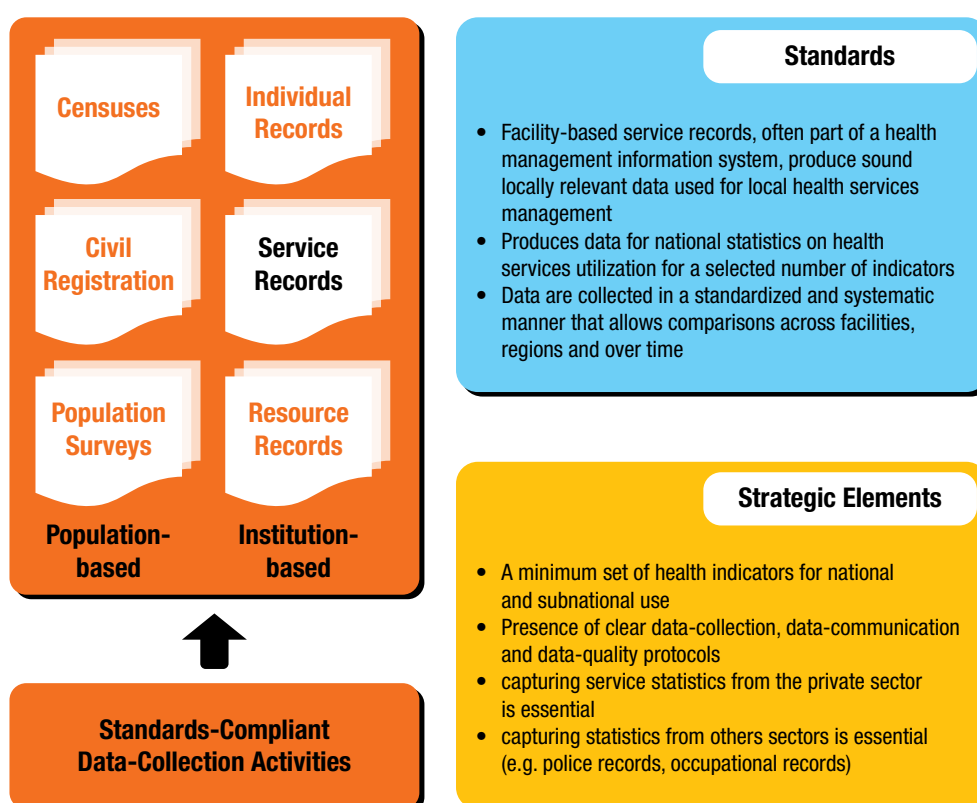 Censuses
Individual
Records
Civil
Registration
Service
Records
Population
Surveys
Resource
Records
Population-
based
Institution-
based
Standards-Compliant
Data-Collection Activities
Standards
• Facility-based service records, often part of a health
management information system, produce sound
locally relevant data used for local health services
management
• Produces data for national statistics on health
services utilization for a selected number of indicators
• Data are collected in a standardized and systematic
manner that allows comparisons across facilities,
regions and over time
Strategic Elements
• A minimum set of health indicators for national
and subnational use
• Presence of clear data-collection, data-communication
and data-quality protocols
• capturing service statistics from the private sector
is essential
• capturing statistics from others sectors is essential
(e.g. police records, occupational records)